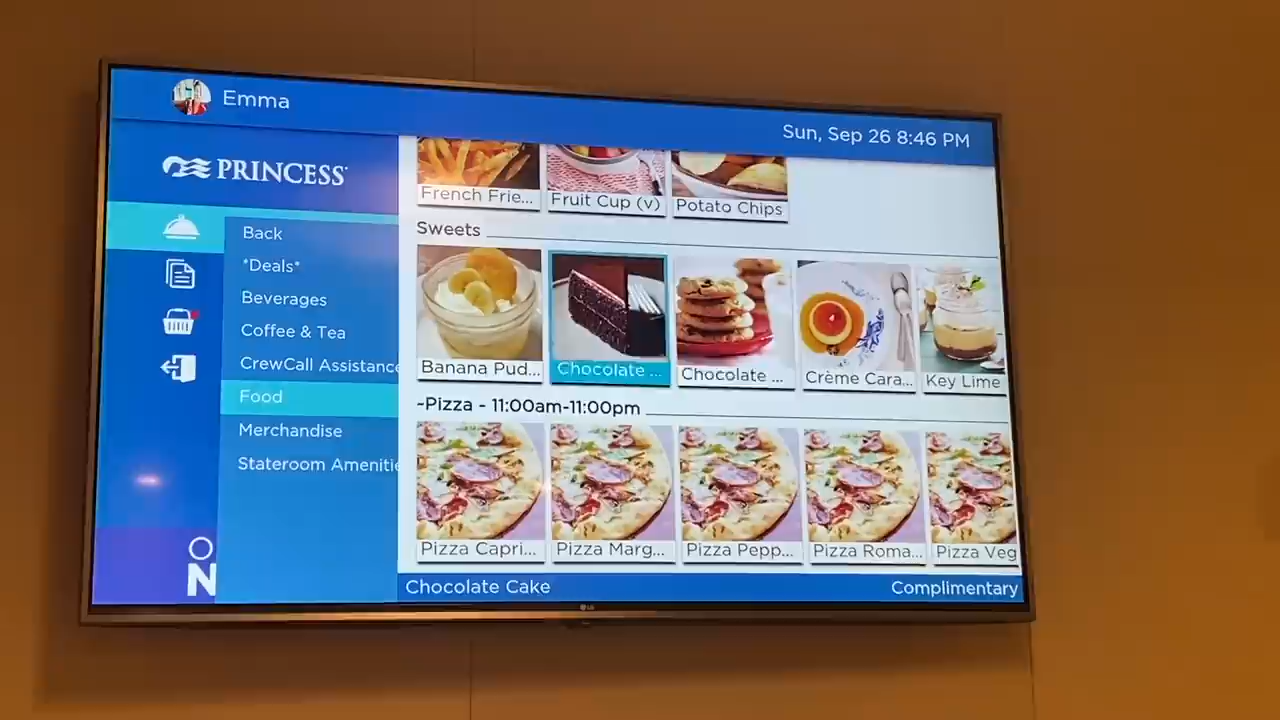 Emma
Sun, Sep 26 8:46 PM
PRINCESS
Back
*Deals*
Beverages
Coffee & Tea
CrewCall Assistance
Food
Merchandise
Stateroom Ameniti
O
N
French Frie...
Fruit Cup (v)
Potato Chips
Sweets
Banana Pud...
Chocolate ...
Chocolate ...
Crème Cara...
Key Lime
~Pizza - 11:00am-11:00pm
Pizza Capri...
Pizza Marg...
Pizza Pepp...
Pizza Roma...
Pizza Veg
Chocolate Cake
Complimentary
LG